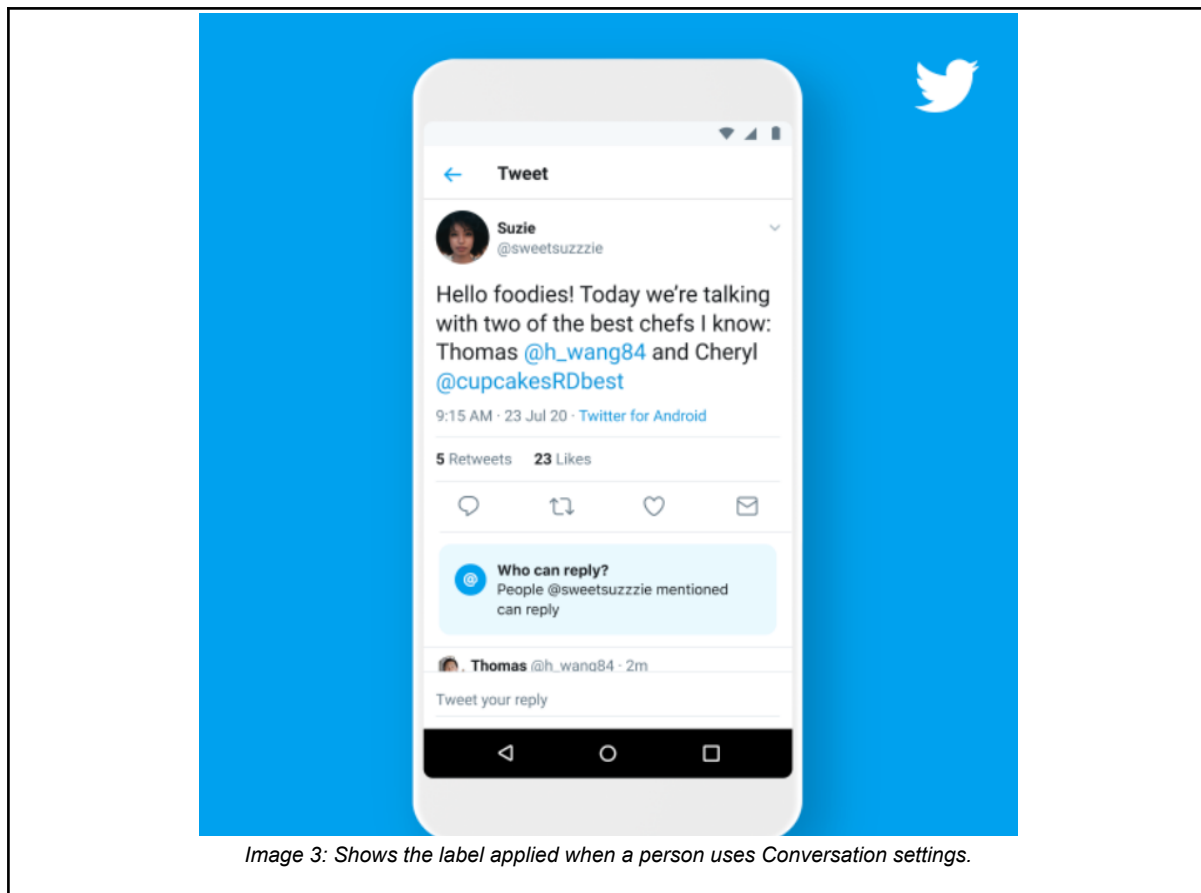 Tweet
Suzie
@sweetsuzzzie
Hello foodies! Today we’re talking
with two of the best chefs I know:
Thomas @h_wang84 and Cheryl
@cupcakesRDbest
9:15 AM · 23 Jul 20 · Twitter for Android
5 Retweets 23 Likes
@
Who can reply?
People @sweetsuzzzie mentioned
can reply
Thomas @h_wang84 · 2m
Tweet your reply
Image 3: Shows the label applied when a person uses Conversation settings.